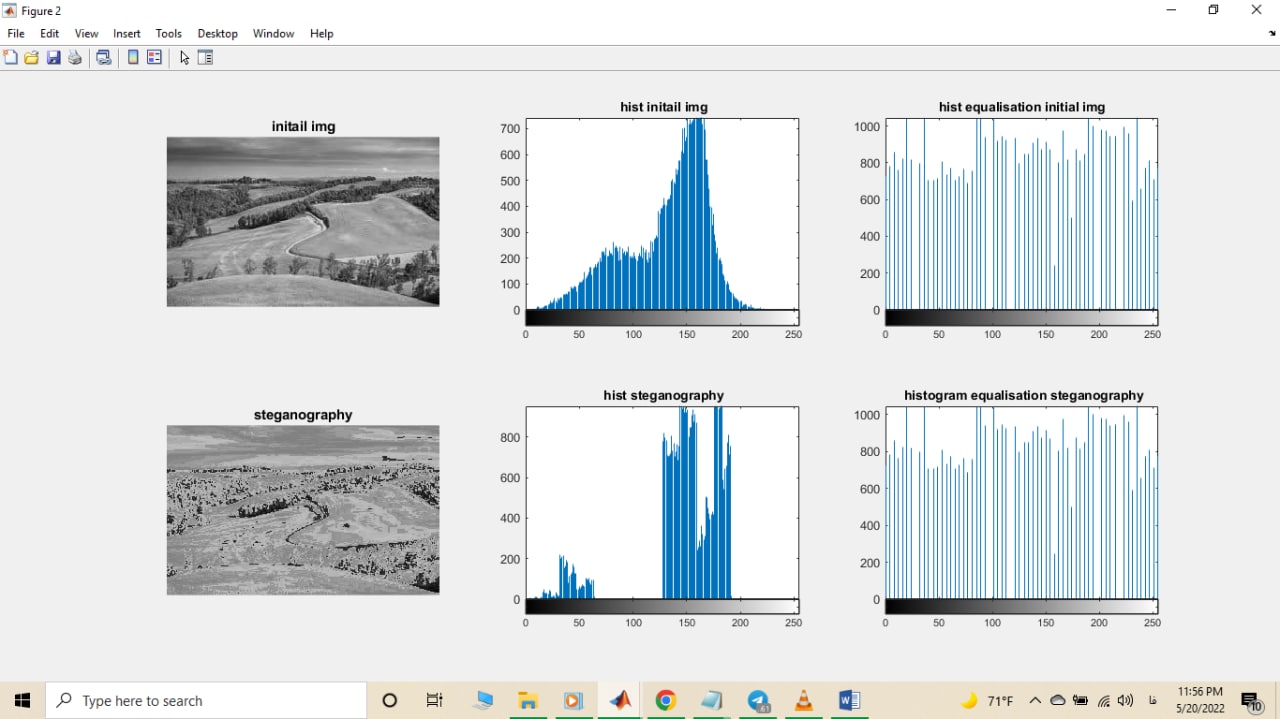 Figure 2
File Edit View Insert Tools Desktop Window Help
initail img
hist initail img
700
600
500
400
300
200
100
0
0 50 100 150 200 250
hist equalisation initial img
1000
800
600
400
200
0
0 50 100 150 200 250
steganography
hist steganography
800
600
400
200
0
0 50 100 150 200 250
histogram equalisation steganography
1000
800
600
400
200
0
0 50 100 150 200 250
Type here to search
61
W
71°F
فا
11:56 PM
5/20/2022
10